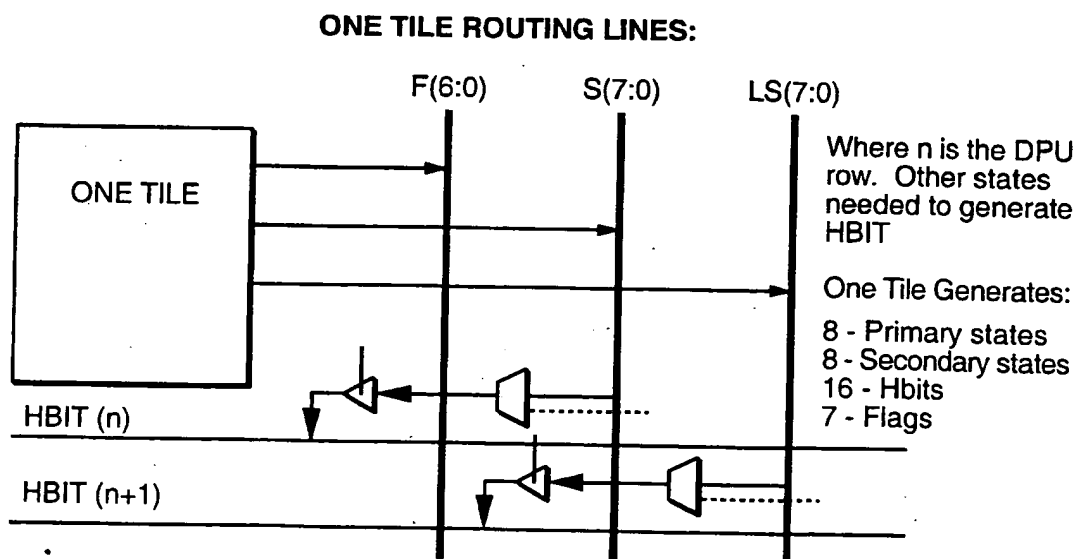 ONE TILE ROUTING LINES:
F(6:0) S(7:0) LS(7:0)
ONE TILE
Where n is the DPU
row. Other states
needed to generate
HBIT
One Tile Generates:
8 - Primary states
8 - Secondary states
16 - Hbits
7 - Flags
HBIT (n)
HBIT (n+1)